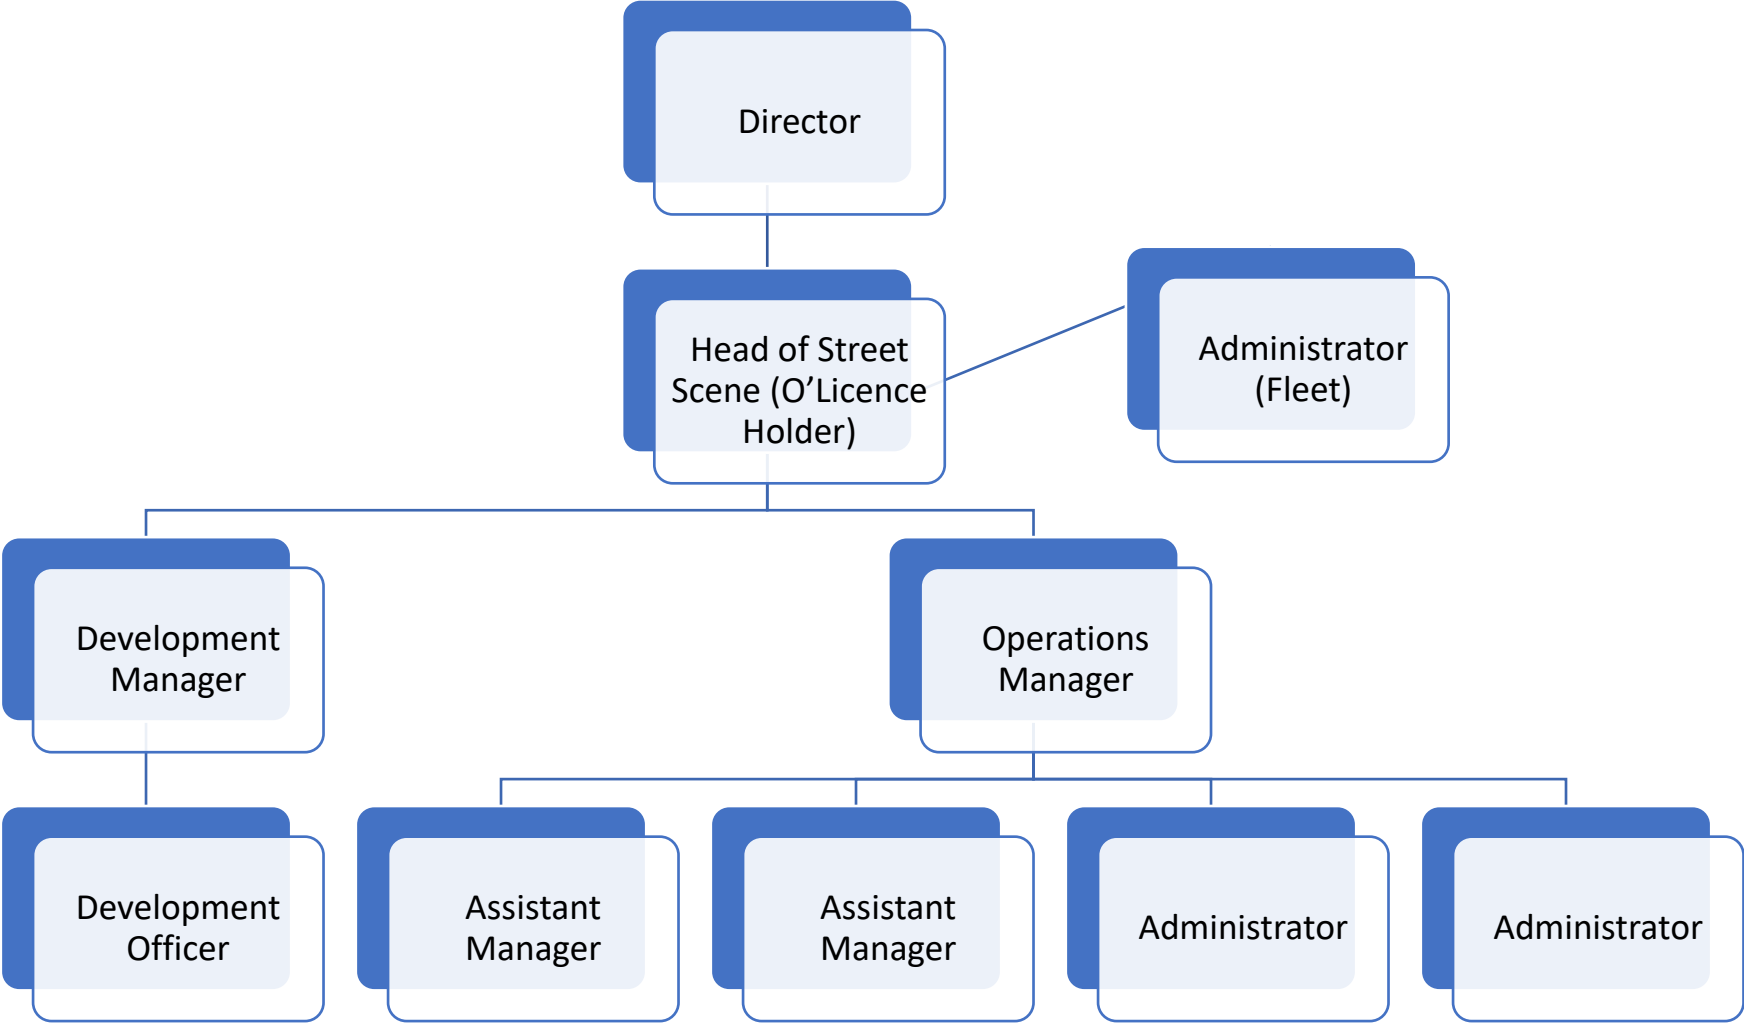 Director
Head of Street
Scene (O’Licence
Holder)
Administrator
(Fleet)
Development
Manager
Operations
Manager
Development
Officer
Assistant
Manager
Assistant
Manager
Administrator
Administrator